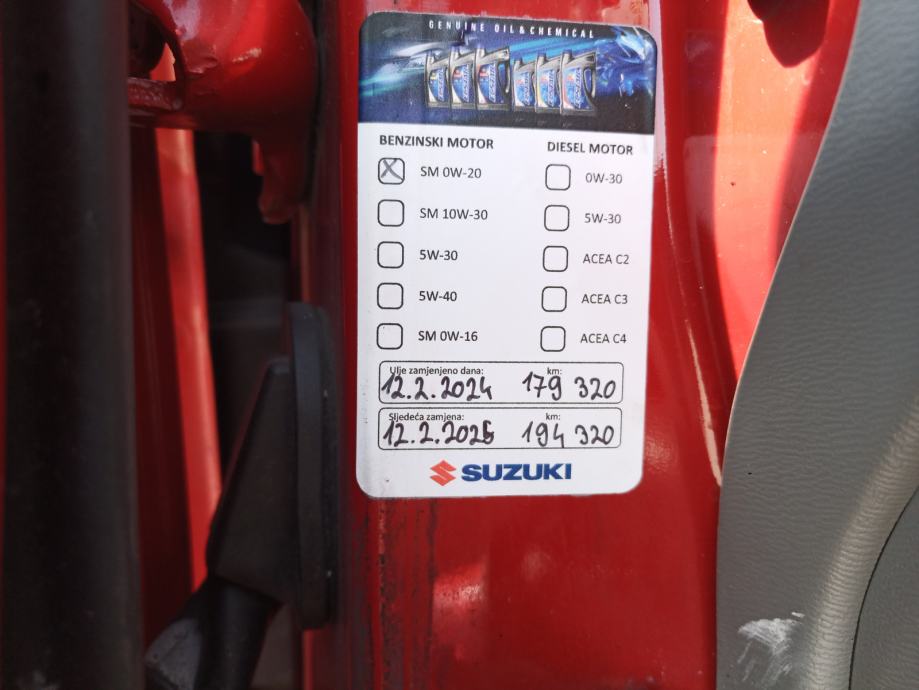 GENUINE OIL & CHEMICAL
BENZINSKI MOTOR
SM 0W-20
SM 10W-30
5W-30
5W-40
SM 0W-16
DIESEL MOTOR
0W-30
5W-30
ACEA C2
ACEA C3
ACEA C4
Ulje zamjenjeno dana: km:
12.2.2024 179 320
Sljedeća zamjena: km:
12.2.2025 194 320
SUZUKI